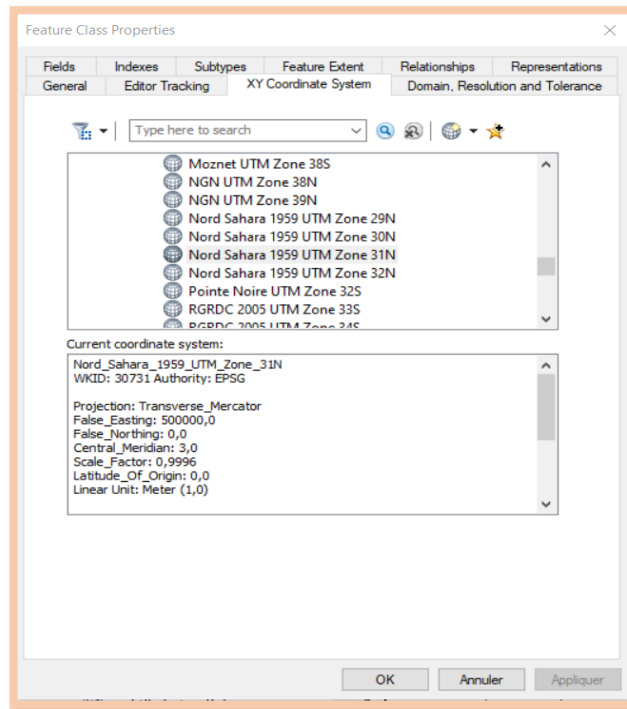 Feature Class Properties
Fields Indexes Subtypes Feature Extent Relationships Representations
General Editor Tracking XY Coordinate System Domain, Resolution and Tolerance
Type here to search
Moznet UTM Zone 38S
NGN UTM Zone 38N
NGN UTM Zone 39N
Nord Sahara 1959 UTM Zone 29N
Nord Sahara 1959 UTM Zone 30N
Nord Sahara 1959 UTM Zone 31N
Nord Sahara 1959 UTM Zone 32N
Pointe Noire UTM Zone 32S
RGRDC 2005 UTM Zone 33S
RGRDC 2005 UTM Zone 34S
Current coordinate system:
Nord_Sahara_1959_UTM_Zone_31N
WKID: 30731 Authority: EPSG
Projection: Transverse_Mercator
False_Easting: 500000,0
False_Northing: 0,0
Central_Meridian: 3,0
Scale_Factor: 0,9996
Latitude_Of_Origin: 0,0
Linear Unit: Meter (1,0)
OK Annuler Appliquer